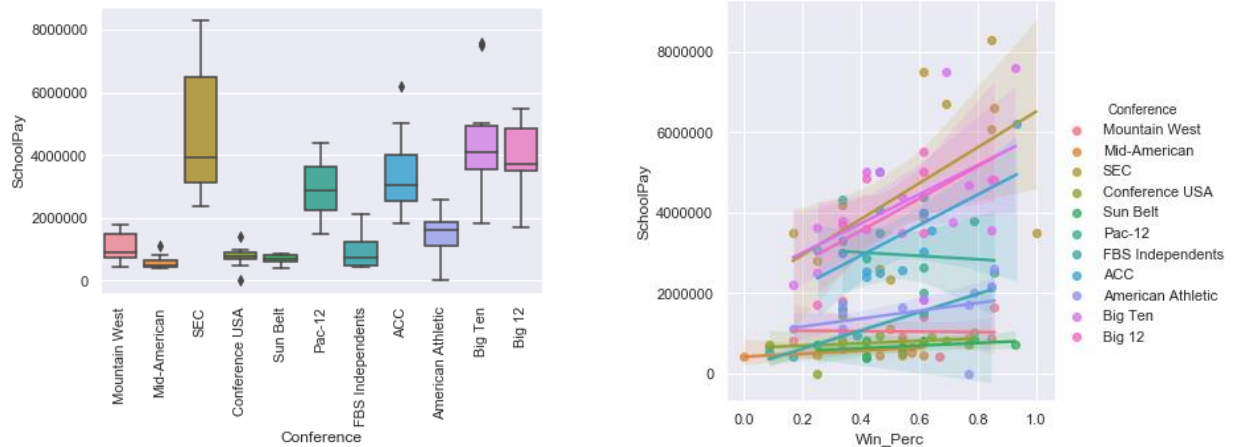 8000000
6000000
4000000
2000000
0
SchoolPay
Mountain West
Mid-American
SEC
Conference USA
Sun Belt
Pac-12
FBS Independents
ACC
American Athletic
Big Ten
Big 12
Conference
8000000
6000000
4000000
2000000
0
SchoolPay
0.0 0.2 0.4 0.6 0.8 1.0
Win_Perc
Conference
Mountain West
Mid-American
SEC
Conference USA
Sun Belt
Pac-12
FBS Independents
ACC
American Athletic
Big Ten
Big 12